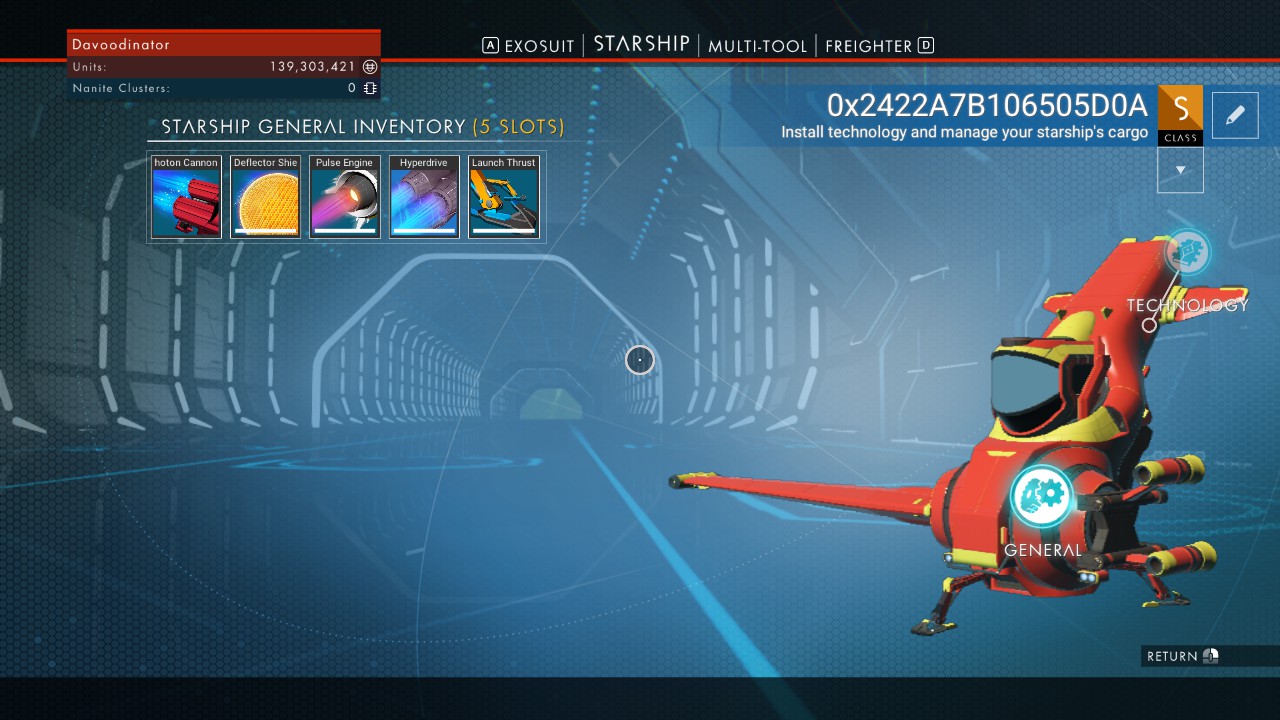 Davoodinator
Units: 139,303,421
Nanite Clusters: 0
A EXOSUIT STARSHIP MULTI-TOOL FREIGHTER D
0x2422A7B106505D0A
Install technology and manage your starship's cargo
S
CLASS
STARSHIP GENERAL INVENTORY (5 SLOTS)
hoton Cannon Deflector Shie Pulse Engine Hyperdrive Launch Thrust
TECHNOLOGY
GENERAL
RETURN